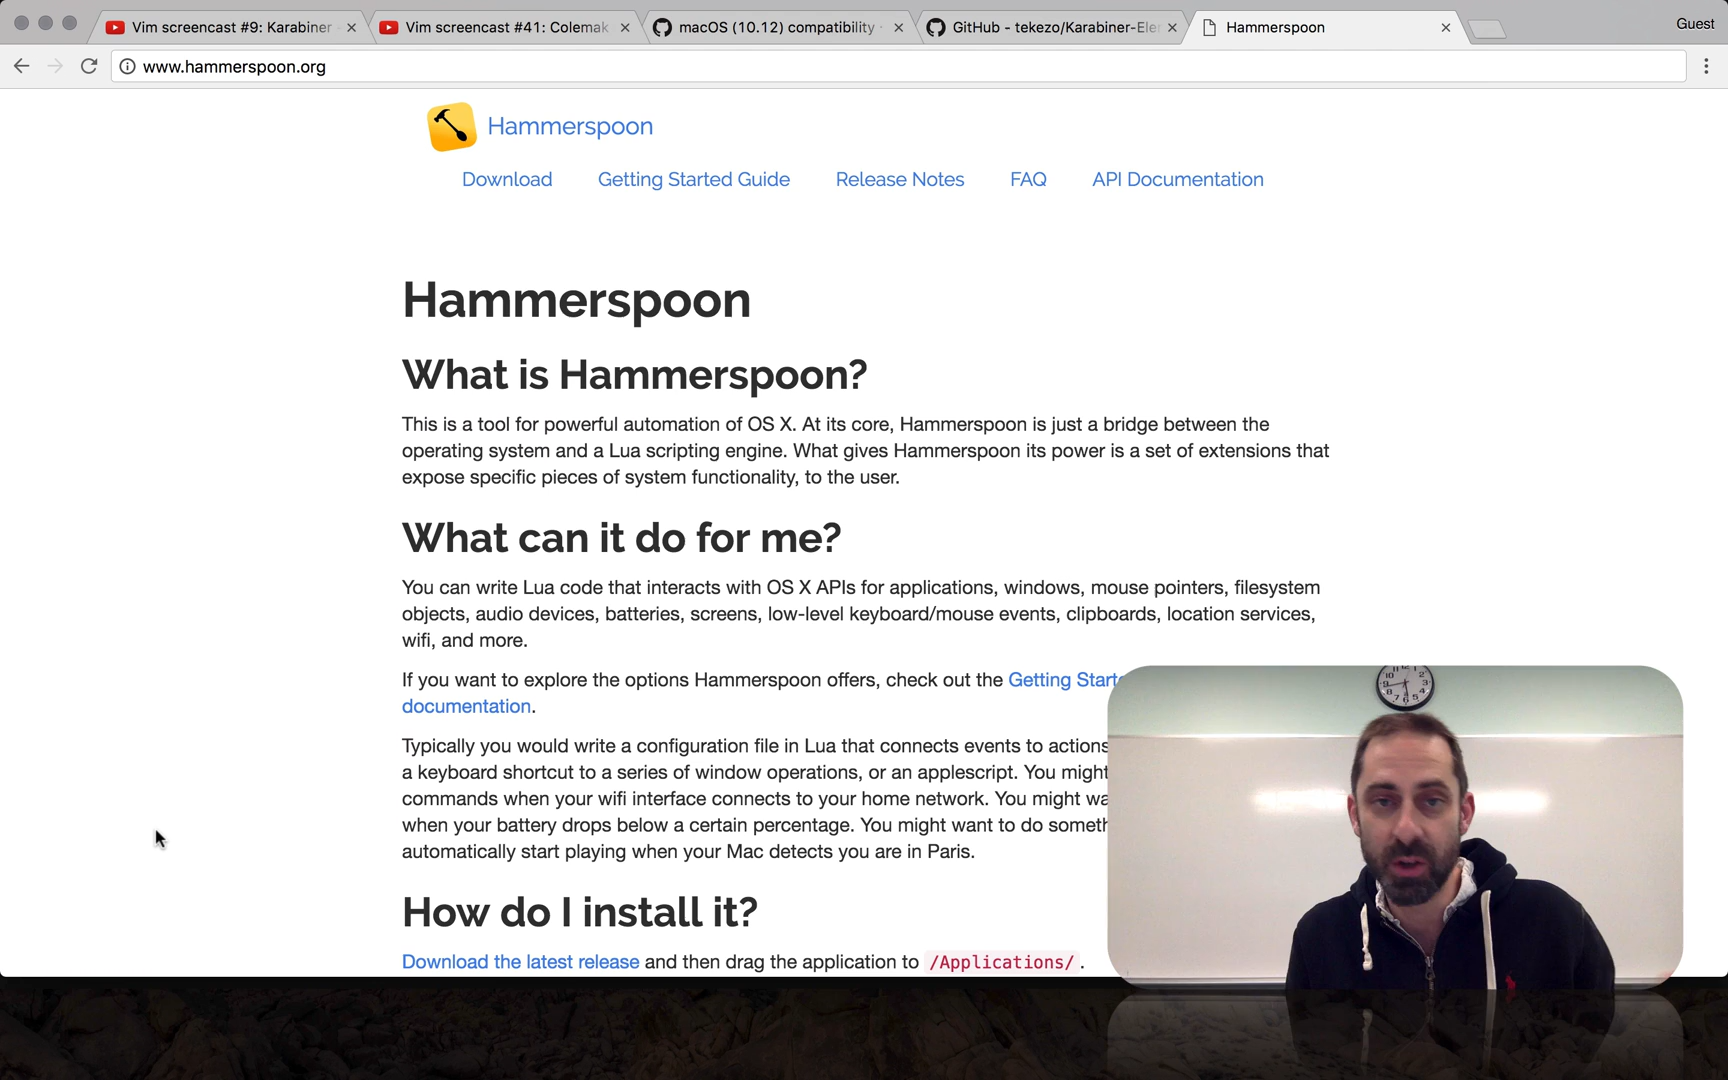 Vim screencast #9: Karabiner
Vim screencast #41: Colemak
macOS (10.12) compatibility
GitHub - tekezo/Karabiner-Ele
Hammerspoon
Guest
www.hammerspoon.org
Hammerspoon
Download Getting Started Guide Release Notes FAQ API Documentation
Hammerspoon
What is Hammerspoon?
This is a tool for powerful automation of OS X. At its core, Hammerspoon is just a bridge between the
operating system and a Lua scripting engine. What gives Hammerspoon its power is a set of extensions that
expose specific pieces of system functionality, to the user.
What can it do for me?
You can write Lua code that interacts with OS X APIs for applications, windows, mouse pointers, filesystem
objects, audio devices, batteries, screens, low-level keyboard/mouse events, clipboards, location services,
wifi, and more.
If you want to explore the options Hammerspoon offers, check out the Getting Start
documentation.
Typically you would write a configuration file in Lua that connects events to actions
a keyboard shortcut to a series of window operations, or an applescript. You might
commands when your wifi interface connects to your home network. You might wa
when your battery drops below a certain percentage. You might want to do someth
automatically start playing when your Mac detects you are in Paris.
How do I install it?
Download the latest release and then drag the application to /Applications/.